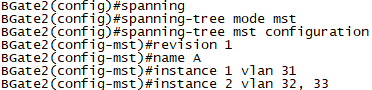 BGate2(config)#spanning
BGate2(config)#spanning-tree mode mst
BGate2(config)#spanning-tree mst configuration
BGate2(config-mst)#revision 1
BGate2(config-mst)#name A
BGate2(config-mst)#instance 1 vlan 31
BGate2(config-mst)#instance 2 vlan 32, 33